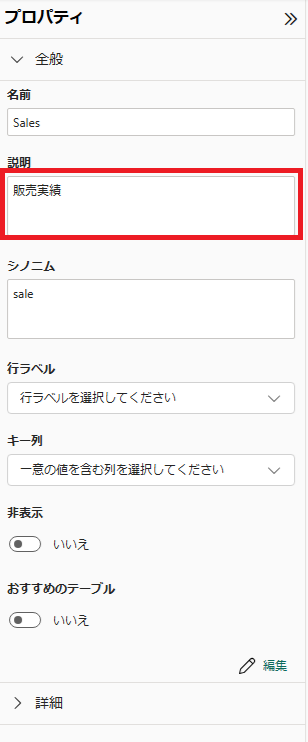 プロパティ
全般
名前
Sales
説明
販売実績
シノニム
sale
行ラベル
行ラベルを選択してください
キー列
一意の値を含む列を選択してください
非表示
いいえ
おすすめのテーブル
いいえ
編集
詳細